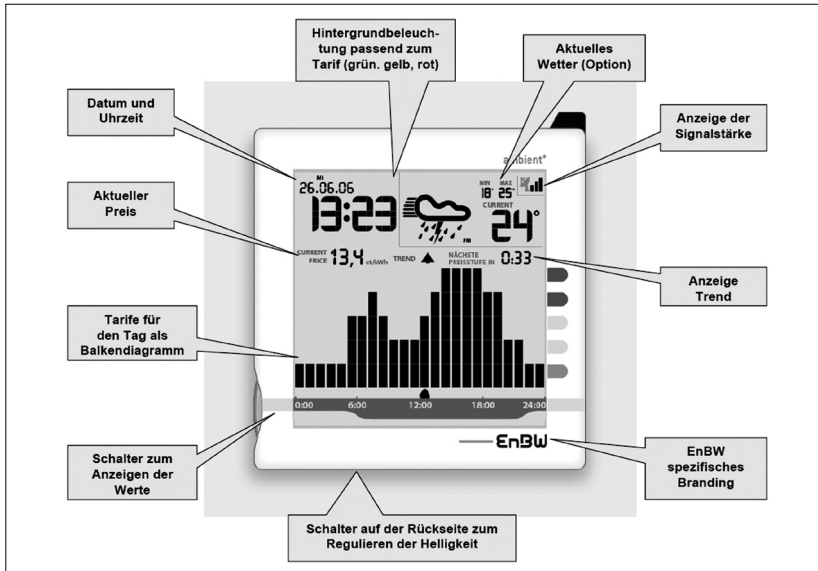 Hintergrundbeleuch-
tung passend zum
Tarif (grün. gelb, rot)
Aktuelles
Wetter (Option)
Datum und
Uhrzeit
Anzeige der
Signalstärke
ambient*
MI
26.06.06
13:23
MIN MAX
18° 25°
CURRENT
24°
FM
Aktueller
Preis
CURRENT
PRICE 13,4 ct/kWh TREND
NÄCHSTE
PREISSTUFE IN 0:33
Anzeige
Trend
Tarife für
den Tag als
Balkendiagramm
0:00 6:00 12:00 18:00 24:00
EnBW
Schalter zum
Anzeigen der
Werte
EnBW
spezifisches
Branding
Schalter auf der Rückseite zum
Regulieren der Helligkeit